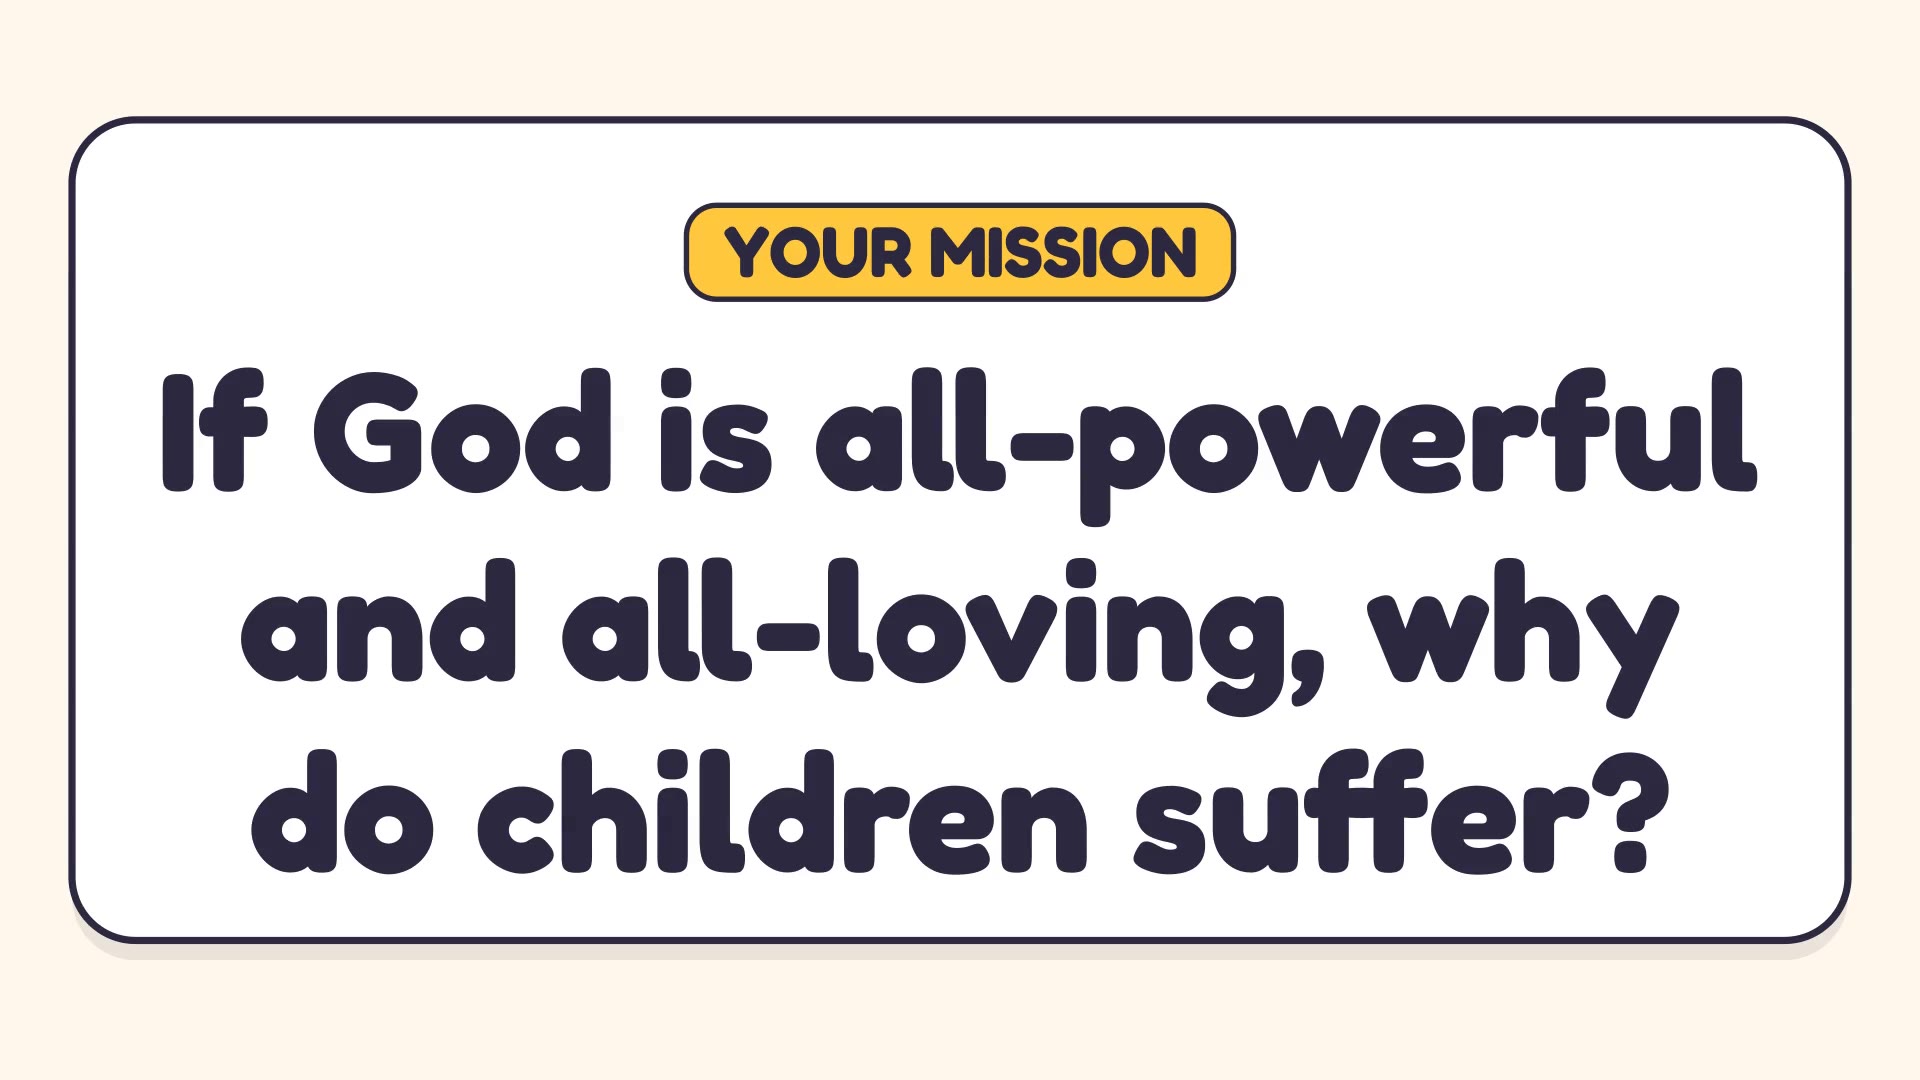 YOUR MISSION
If God is all-powerful
and all-loving, why
do children suffer?